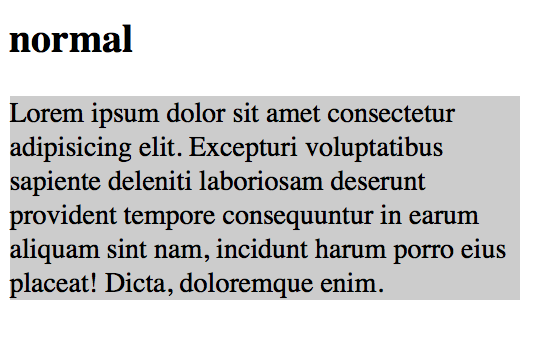 normal
Lorem ipsum dolor sit amet consectetur
adipisicing elit. Excepturi voluptatibus
sapiente deleniti laboriosam deserunt
provident tempore consequuntur in earum
aliquam sint nam, incidunt harum porro eius
placeat! Dicta, doloremque enim.